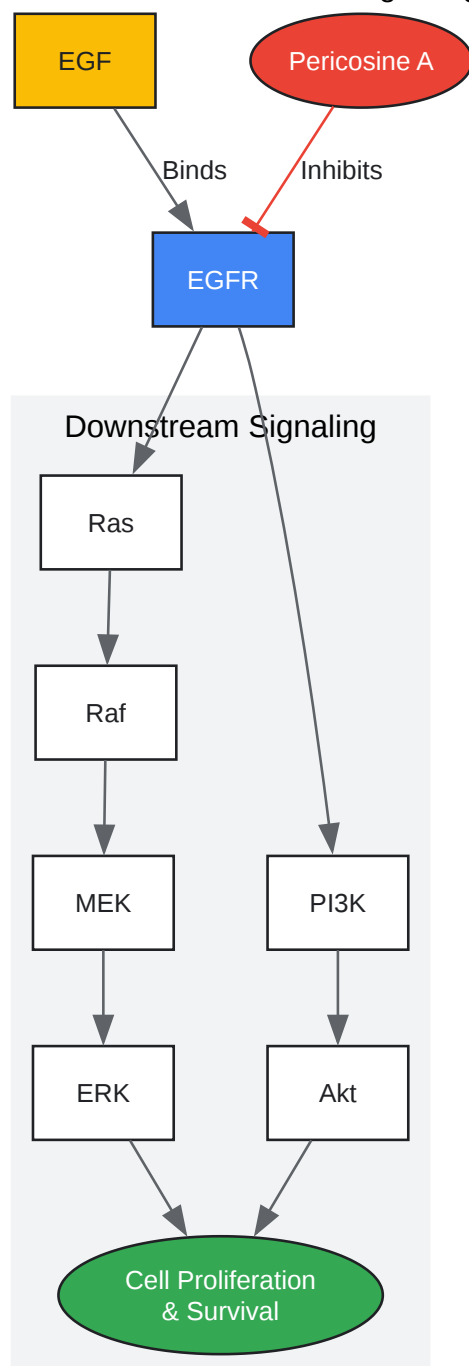 EGF
Pericosine A
Binds
Inhibits
EGFR
Downstream Signaling
Ras
Raf
MEK
PI3K
ERK
Akt
Cell Proliferation
& Survival